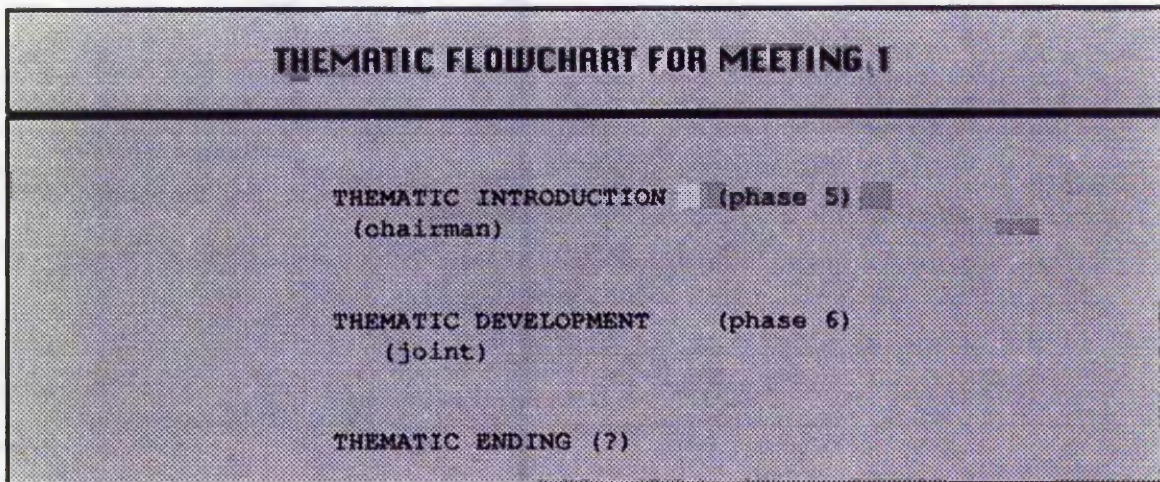 THEMATIC FLOWCHART FOR MEETING 1
THEMATIC INTRODUCTION (phase 5)
(chairman)
THEMATIC DEVELOPMENT (phase 6)
(joint)
THEMATIC ENDING (?)